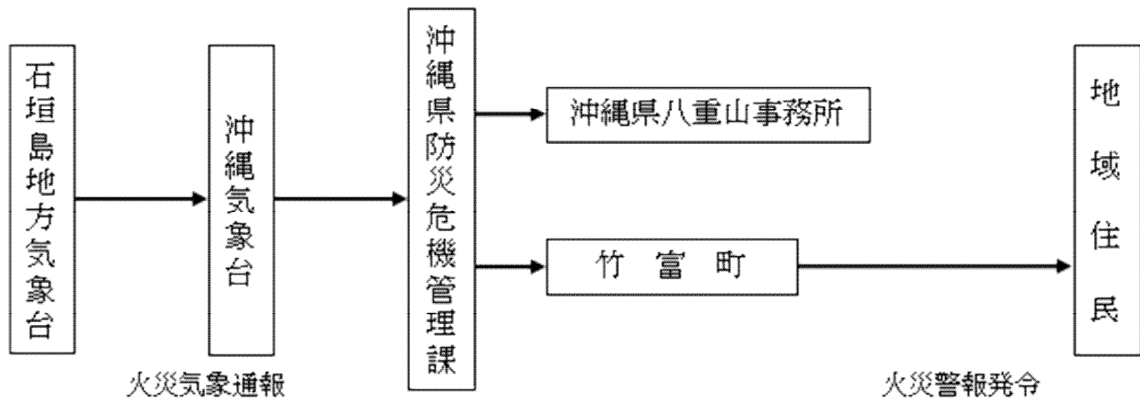 石垣島地方気象台
沖縄気象台
沖縄県防災危機管理課
沖縄県八重山事務所
竹富町
地域住民
火災気象通報
火災警報発令